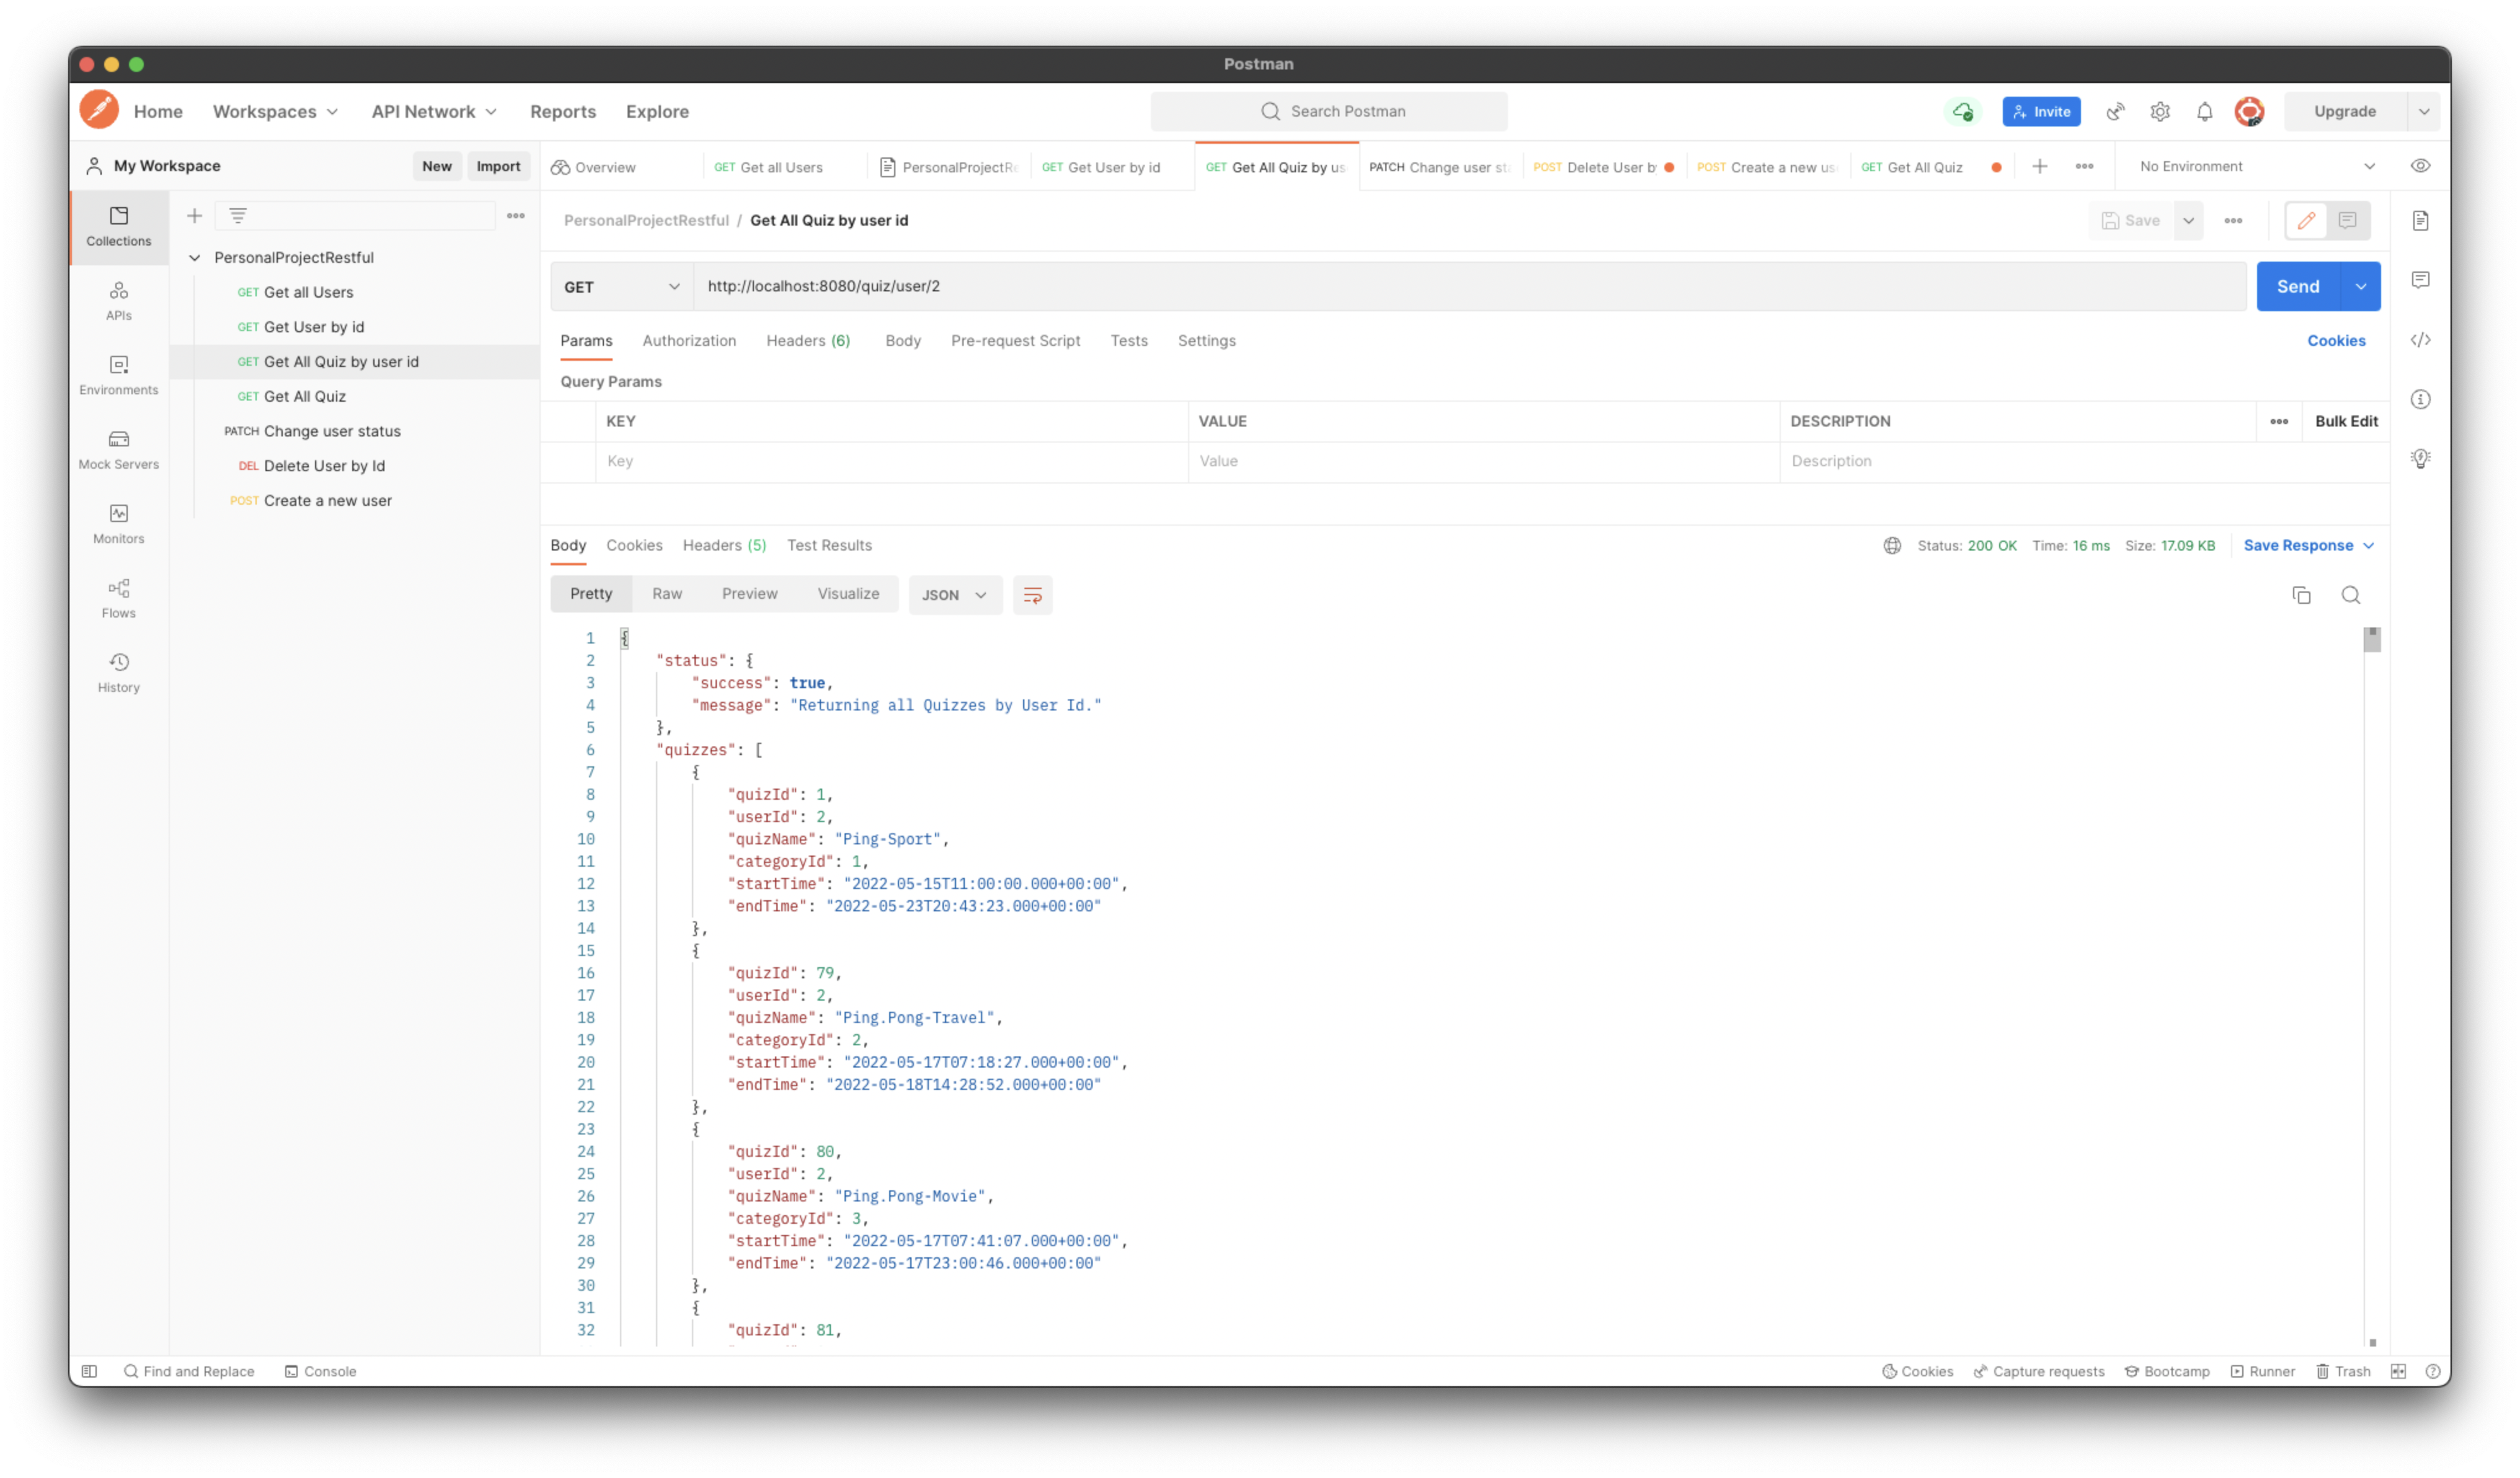 Postman
Home Workspaces API Network Reports Explore Search Postman Invite Upgrade
My Workspace New Import Overview GET Get all Users PersonalProjectRe GET Get User by id GET Get All Quiz by us PATCH Change user st POST Delete User b POST Create a new us GET Get All Quiz No Environment
Collections
APIs
Environments
Mock Servers
Monitors
Flows
History
PersonalProjectRestful
GET Get all Users
GET Get User by id
GET Get All Quiz by user id
GET Get All Quiz
PATCH Change user status
DEL Delete User by Id
POST Create a new user
PersonalProjectRestful / Get All Quiz by user id Save
GET http://localhost:8080/quiz/user/2 Send
Params Authorization Headers (6) Body Pre-request Script Tests Settings Cookies
Query Params
KEY VALUE DESCRIPTION Bulk Edit
Key Value Description
Body Cookies Headers (5) Test Results Status: 200 OK Time: 16 ms Size: 17.09 KB Save Response
Pretty Raw Preview Visualize JSON
1 {
2 "status": {
3 "success": true,
4 "message": "Returning all Quizzes by User Id."
5 },
6 "quizzes": [
7 {
8 "quizId": 1,
9 "userId": 2,
10 "quizName": "Ping-Sport",
11 "categoryId": 1,
12 "startTime": "2022-05-15T11:00:00.000+00:00",
13 "endTime": "2022-05-23T20:43:23.000+00:00"
14 },
15 {
16 "quizId": 79,
17 "userId": 2,
18 "quizName": "Ping.Pong-Travel",
19 "categoryId": 2,
20 "startTime": "2022-05-17T07:18:27.000+00:00",
21 "endTime": "2022-05-18T14:28:52.000+00:00"
22 },
23 {
24 "quizId": 80,
25 "userId": 2,
26 "quizName": "Ping.Pong-Movie",
27 "categoryId": 3,
28 "startTime": "2022-05-17T07:41:07.000+00:00",
29 "endTime": "2022-05-17T23:00:46.000+00:00"
30 },
31 {
32 "quizId": 81,
Find and Replace Console Cookies Capture requests Bootcamp Runner Trash